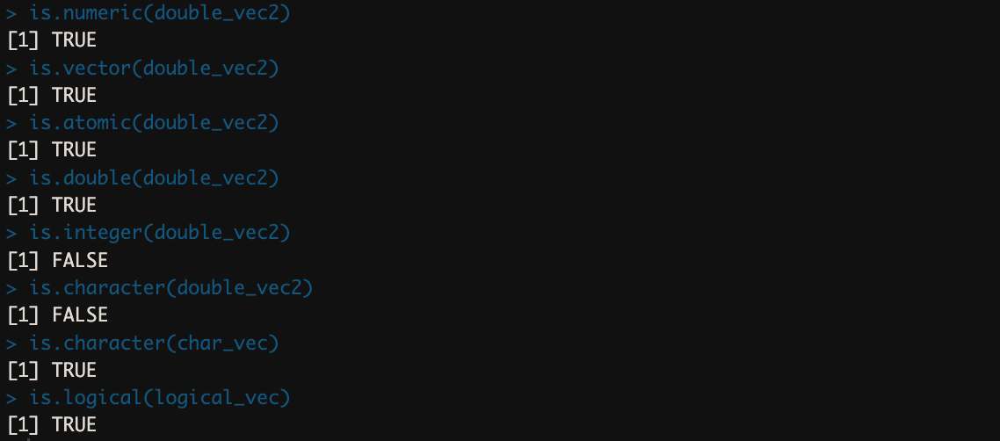 > is.numeric(double_vec2)
[1] TRUE
> is.vector(double_vec2)
[1] TRUE
> is.atomic(double_vec2)
[1] TRUE
> is.double(double_vec2)
[1] TRUE
> is.integer(double_vec2)
[1] FALSE
> is.character(double_vec2)
[1] FALSE
> is.character(char_vec)
[1] TRUE
> is.logical(logical_vec)
[1] TRUE